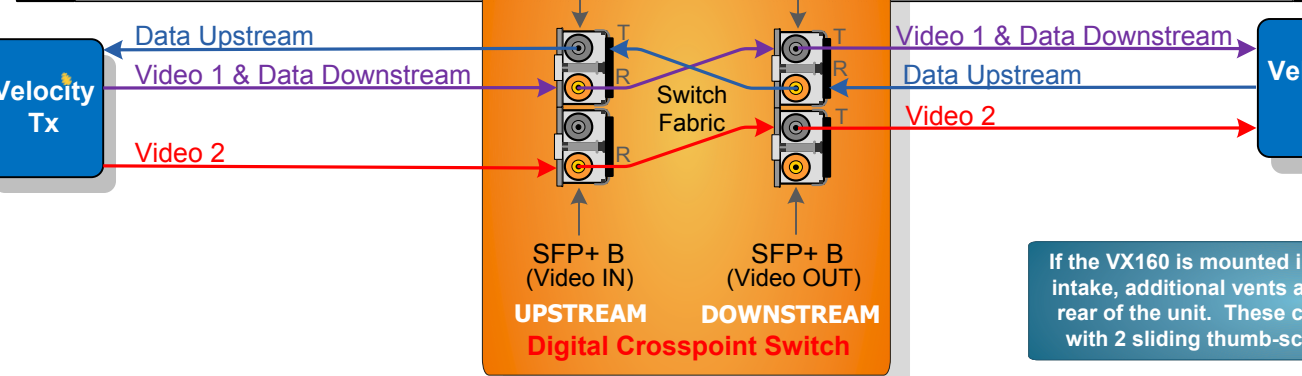 Data Upstream
Video 1 & Data Downstream
Velocity
Tx
Video 2
T
R
R
Switch
Fabric
T
R
T
Video 1 & Data Downstream
Data Upstream
Video 2
Ve
SFP+ B
(Video IN)
SFP+ B
(Video OUT)
UPSTREAM
DOWNSTREAM
Digital Crosspoint Switch
If the VX160 is mounted i
intake, additional vents a
rear of the unit. These c
with 2 sliding thumb-sc